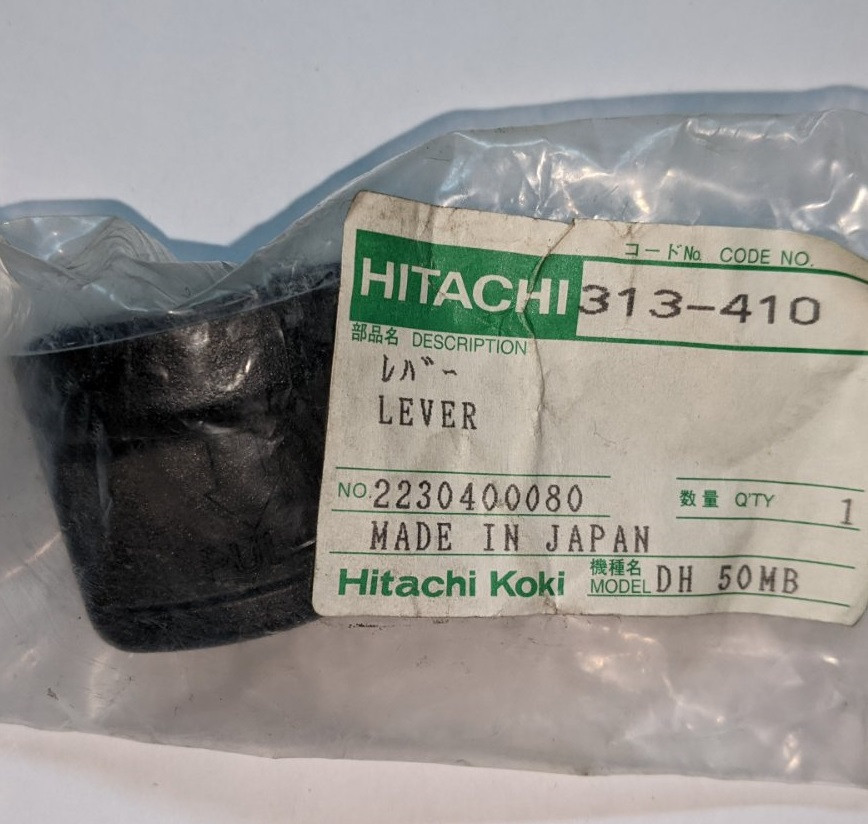 コードNo. CODE NO.
HITACHI 313-410
部品名 DESCRIPTION
レバー
LEVER
NO. 2230400080 数量 Q'TY 1
MADE IN JAPAN
Hitachi Koki 機種名 MODEL DH 50MB